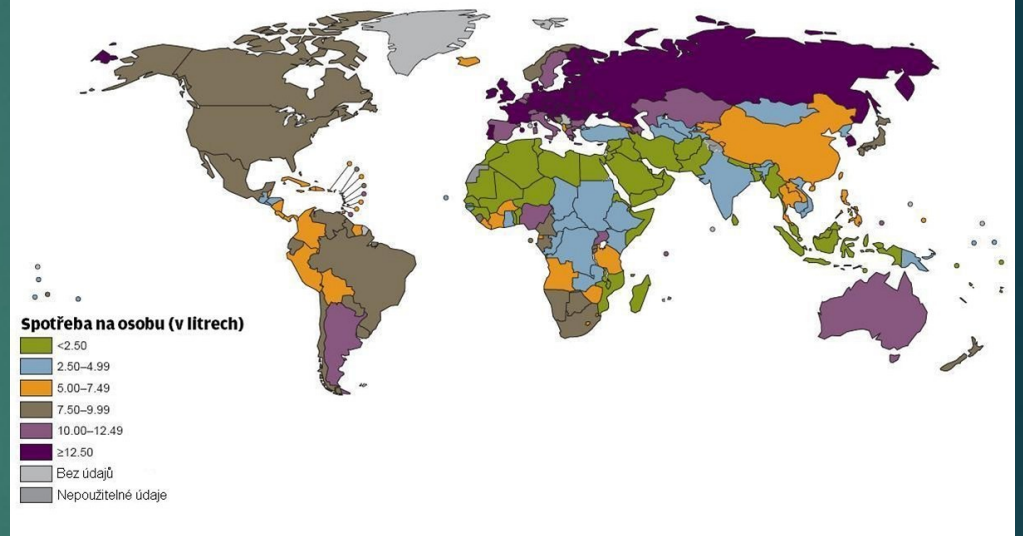 Spotřeba na osobu (v litrech)
<2.50
2.50–4.99
5.00–7.49
7.50–9.99
10.00–12.49
≥12.50
Bez údajů
Nepoužitelné údaje